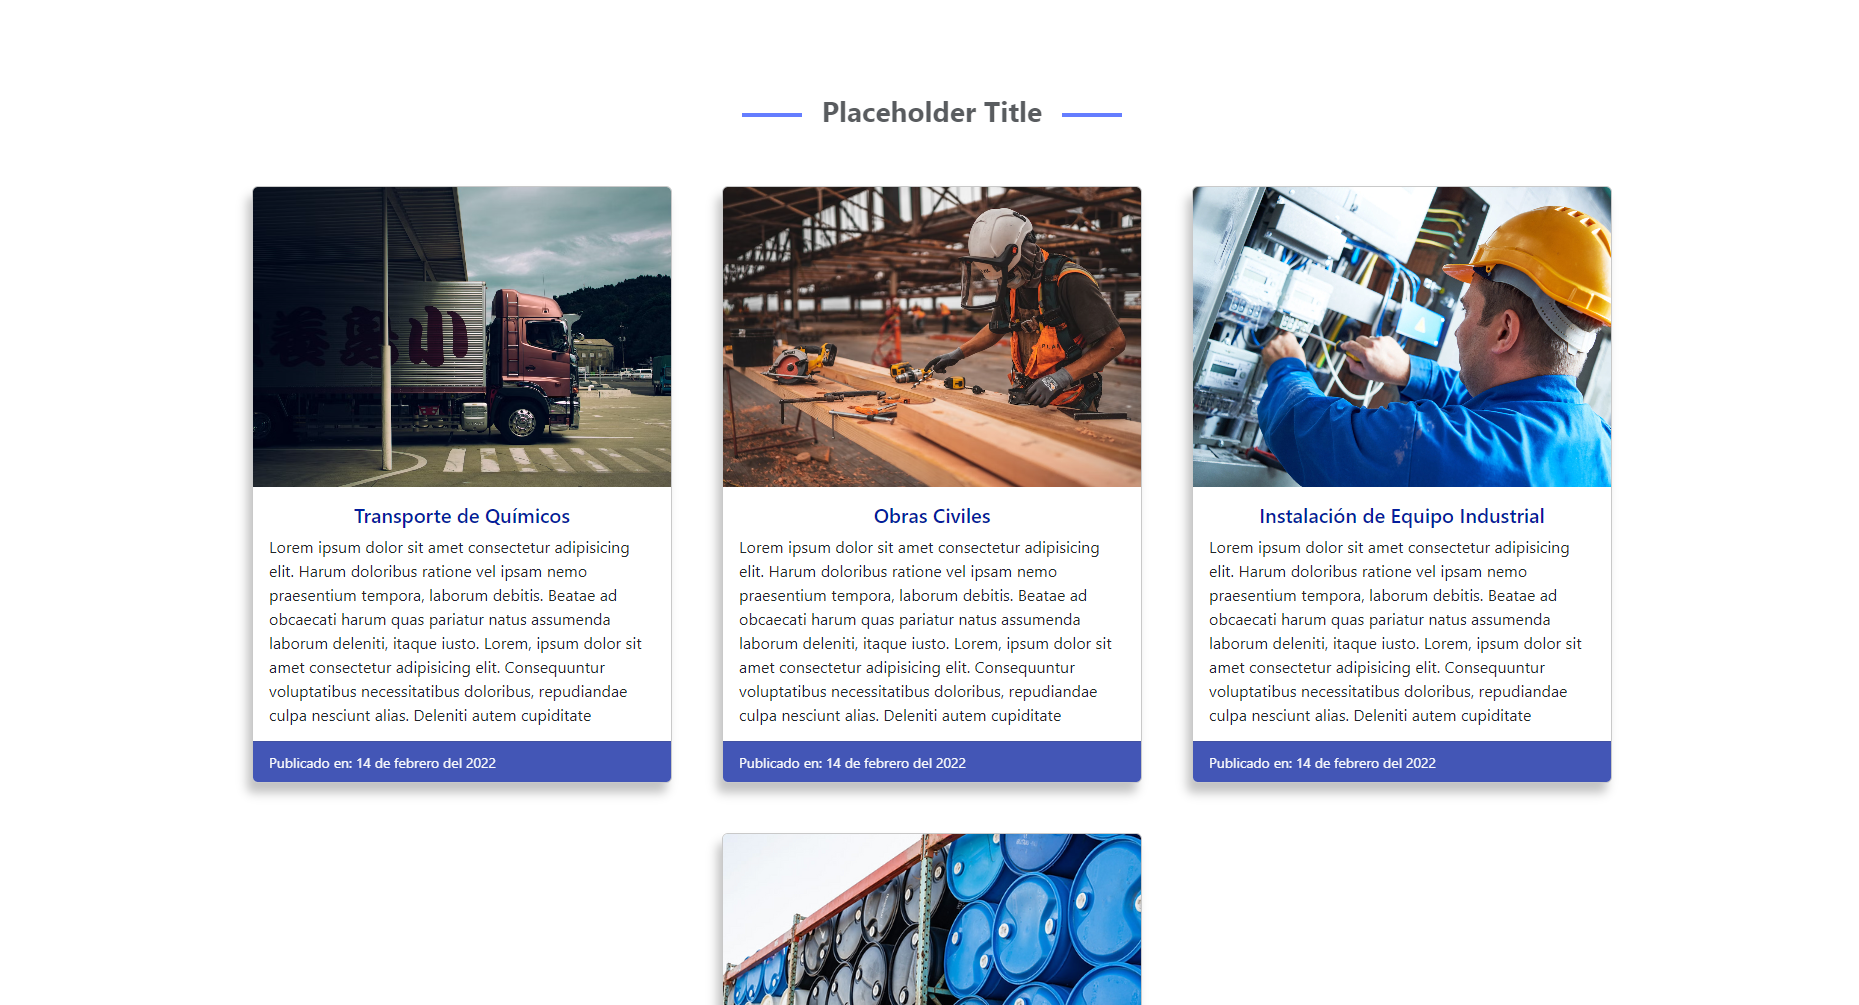 Placeholder Title
小
Transporte de Químicos
Lorem ipsum dolor sit amet consectetur adipisicing
elit. Harum doloribus ratione vel ipsam nemo
praesentium tempora, laborum debitis. Beatae ad
obcaecati harum quas pariatur natus assumenda
laborum deleniti, itaque iusto. Lorem, ipsum dolor sit
amet consectetur adipisicing elit. Consequuntur
voluptatibus necessitatibus doloribus, repudiandae
culpa nesciunt alias. Deleniti autem cupiditate
Publicado en: 14 de febrero del 2022
Obras Civiles
Lorem ipsum dolor sit amet consectetur adipisicing
elit. Harum doloribus ratione vel ipsam nemo
praesentium tempora, laborum debitis. Beatae ad
obcaecati harum quas pariatur natus assumenda
laborum deleniti, itaque iusto. Lorem, ipsum dolor sit
amet consectetur adipisicing elit. Consequuntur
voluptatibus necessitatibus doloribus, repudiandae
culpa nesciunt alias. Deleniti autem cupiditate
Publicado en: 14 de febrero del 2022
Instalación de Equipo Industrial
Lorem ipsum dolor sit amet consectetur adipisicing
elit. Harum doloribus ratione vel ipsam nemo
praesentium tempora, laborum debitis. Beatae ad
obcaecati harum quas pariatur natus assumenda
laborum deleniti, itaque iusto. Lorem, ipsum dolor sit
amet consectetur adipisicing elit. Consequuntur
voluptatibus necessitatibus doloribus, repudiandae
culpa nesciunt alias. Deleniti autem cupiditate
Publicado en: 14 de febrero del 2022